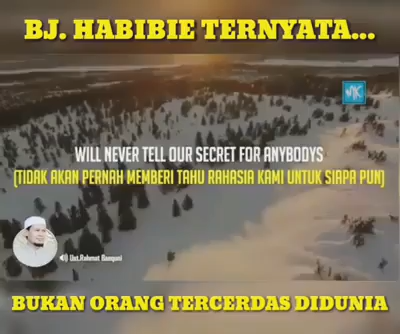 BJ. HABIBIE TERNYATA...
WILL NEVER TELL OUR SECRET FOR ANYBODYS
(TIDAK AKAN PERNAH MEMBERI TAHU RAHASIA KAMI UNTUK SIAPA PUN)
Ust.Rahmat Baequni
BUKAN ORANG TERCERDAS DIDUNIA